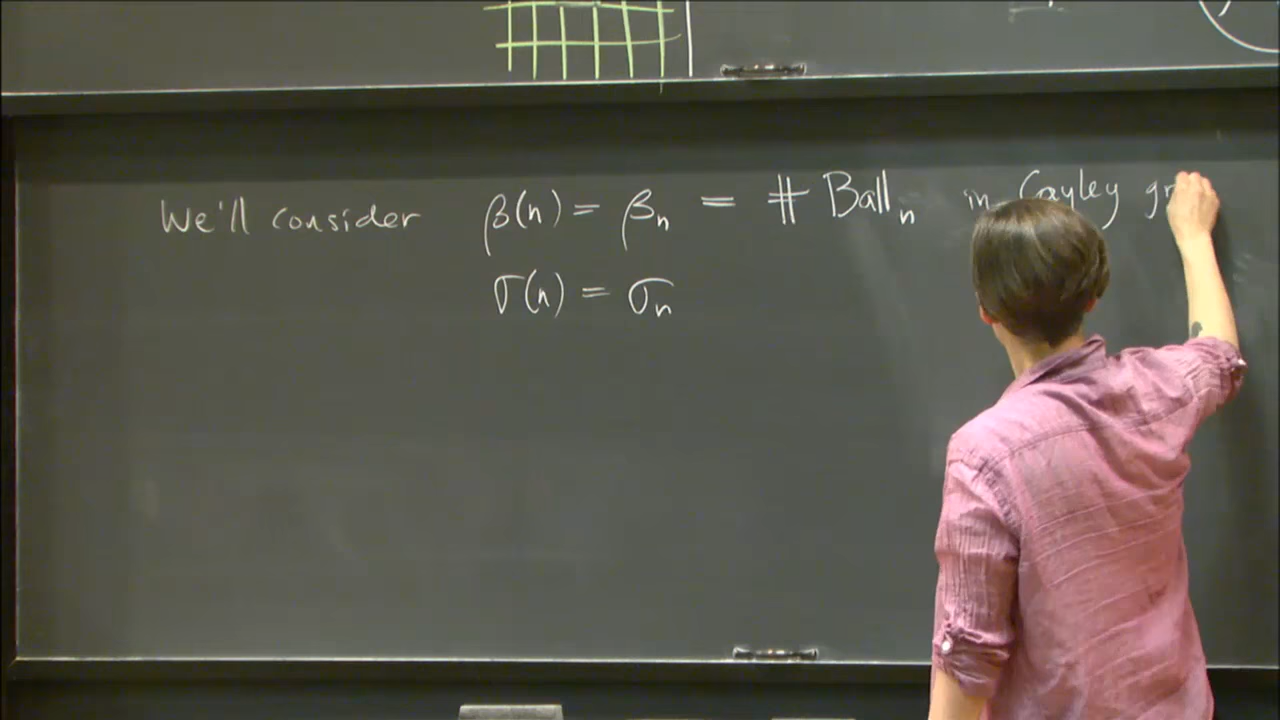 We'll consider β(n) = βₙ = # Ballₙ in Cayley gr
σ(n) = σₙ